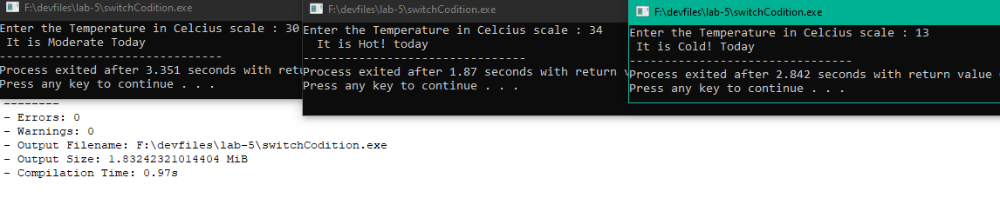 F:\devfiles\lab-5\switchCodition.exe
Enter the Temperature in Celcius scale : 30
 It is Moderate Today
--------------------------------
Process exited after 3.351 seconds with
Press any key to continue . . .
F:\devfiles\lab-5\switchCodition.exe
Enter the Temperature in Celcius scale : 34
  It is Hot! today
--------------------------------
Process exited after 1.87 seconds with return
Press any key to continue . . .
F:\devfiles\lab-5\switchCodition.exe
Enter the Temperature in Celcius scale : 13
 It is Cold! Today
--------------------------------
Process exited after 2.842 seconds with return value
Press any key to continue . . .
--------
- Errors: 0
- Warnings: 0
- Output Filename: F:\devfiles\lab-5\switchCodition.exe
- Output Size: 1.83242321014404 MiB
- Compilation Time: 0.97s